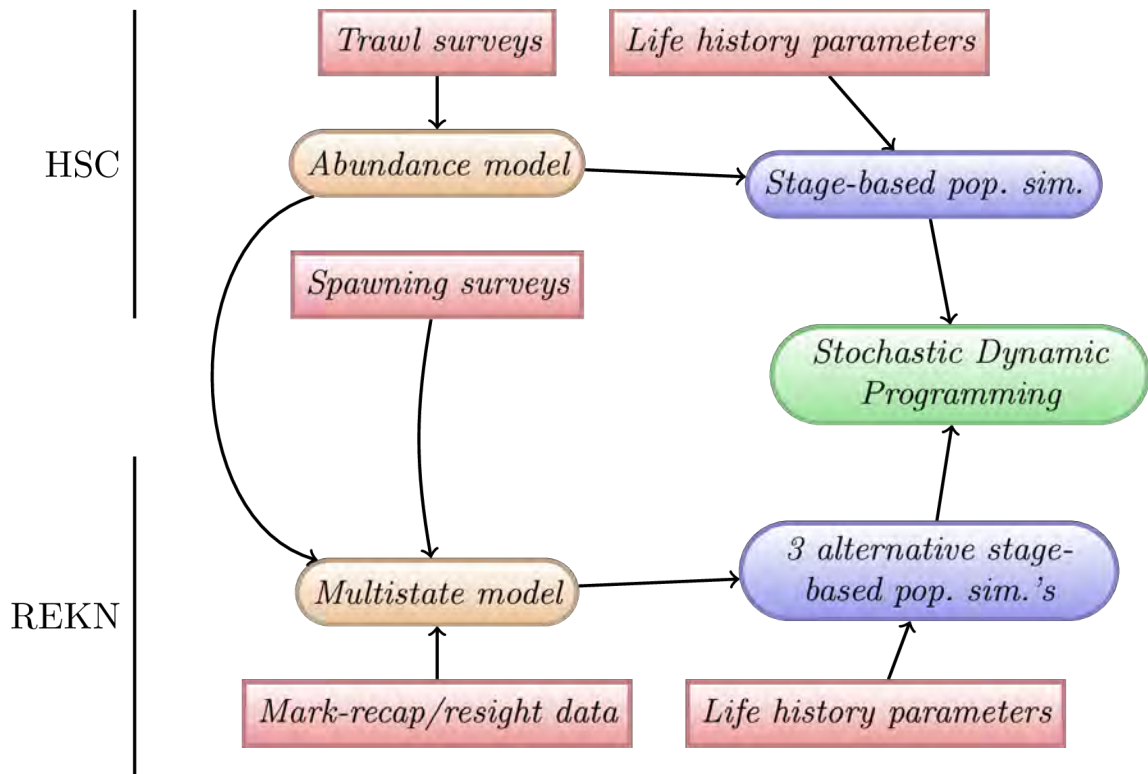 Trawl surveys
Life history parameters
HSC
Abundance model
Stage-based pop. sim.
Spawning surveys
Stochastic Dynamic
Programming
REKN
Multistate model
3 alternative stage-
based pop. sim.'s
Mark-recap/resight data
Life history parameters